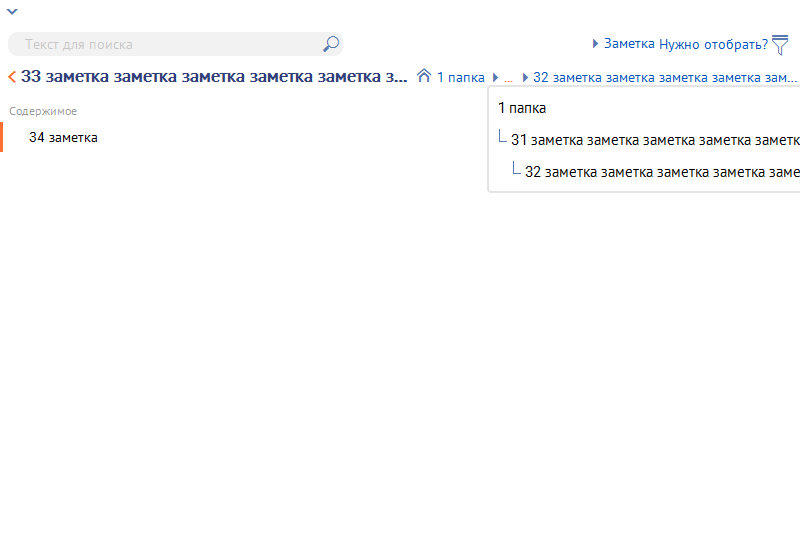 Текст для поиска
Заметка Нужно отобрать?
33 заметка заметка заметка заметка заметка з... 1 папка ... 32 заметка заметка заметка заметка зам...
Содержимое
34 заметка
1 папка
31 заметка заметка заметка заметка заметк
32 заметка заметка заметка заметка заме